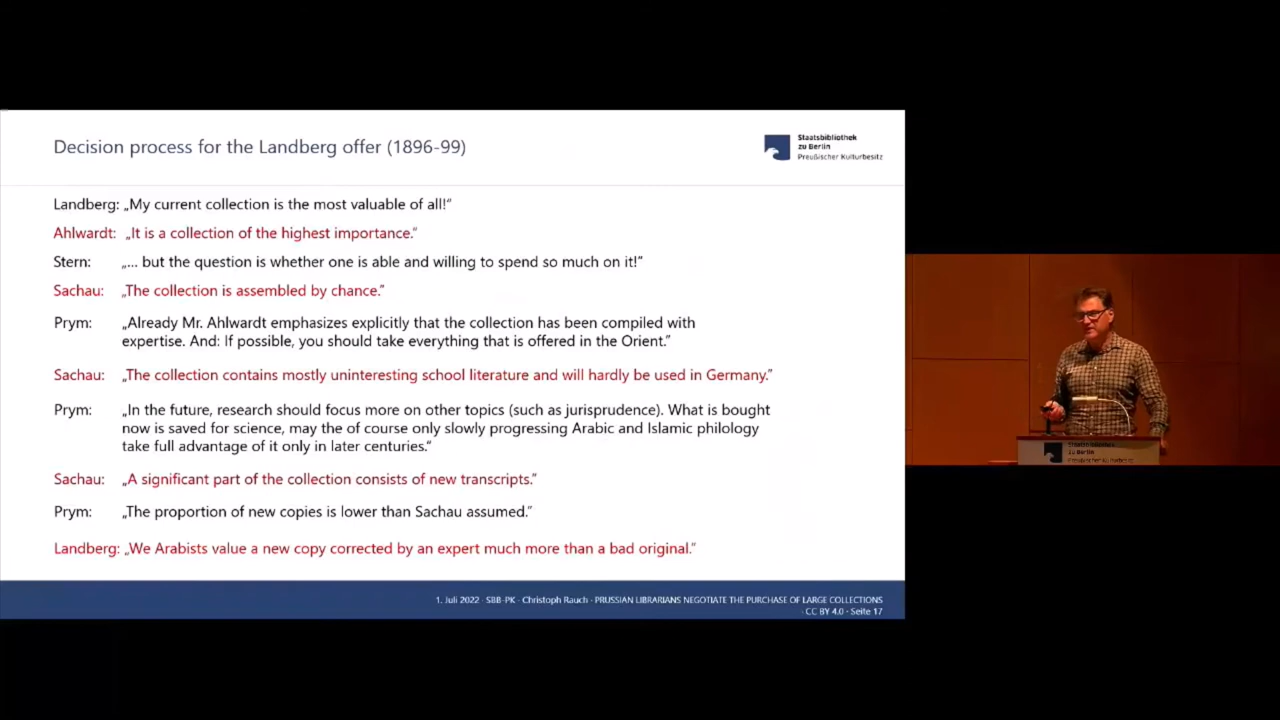 Decision process for the Landberg offer (1896-99)
Staatsbibliothek
zu Berlin
Preußischer Kulturbesitz
Landberg: „My current collection is the most valuable of all!“
Ahlwardt: „It is a collection of the highest importance.“
Stern: „... but the question is whether one is able and willing to spend so much on it!“
Sachau: „The collection is assembled by chance.“
Prym: „Already Mr. Ahlwardt emphasizes explicitly that the collection has been compiled with
expertise. And: If possible, you should take everything that is offered in the Orient.“
Sachau: „The collection contains mostly uninteresting school literature and will hardly be used in Germany.“
Prym: „In the future, research should focus more on other topics (such as jurisprudence). What is bought
now is saved for science, may the of course only slowly progressing Arabic and Islamic philology
take full advantage of it only in later centuries.“
Sachau: „A significant part of the collection consists of new transcripts.“
Prym: „The proportion of new copies is lower than Sachau assumed.“
Landberg: „We Arabists value a new copy corrected by an expert much more than a bad original.“
1. Juli 2022 · SBB-PK · Christoph Rauch · PRUSSIAN LIBRARIANS NEGOTIATE THE PURCHASE OF LARGE COLLECTIONS
· CC BY 4.0 · Seite 17
Staatsbibliothek
zu Berlin
Preußischer Kulturbesitz